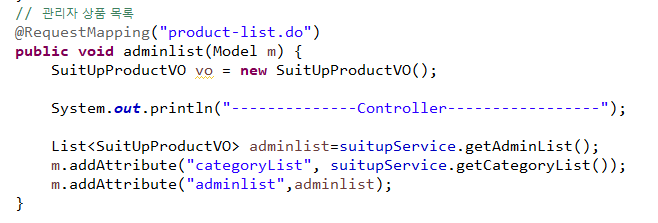 // 관리자 상품 목록
@RequestMapping("product-list.do")
public void adminlist(Model m) {
SuitUpProductVO vo = new SuitUpProductVO();
System.out.println("--------------Controller-----------------");
List<SuitUpProductVO> adminlist=suitupService.getAdminList();
m.addAttribute("categoryList", suitupService.getCategoryList());
m.addAttribute("adminlist",adminlist);
}